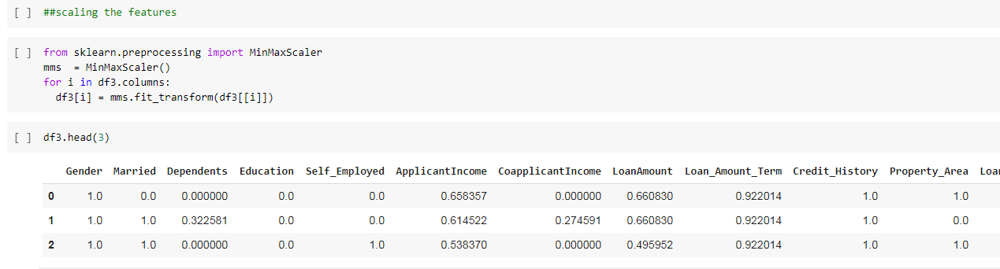 [ ] ##scaling the features
[ ] from sklearn.preprocessing import MinMaxScaler
mms  = MinMaxScaler()
for i in df3.columns:
  df3[i] = mms.fit_transform(df3[[i]])
[ ] df3.head(3)
Gender Married Dependents Education Self_Employed ApplicantIncome CoapplicantIncome LoanAmount Loan_Amount_Term Credit_History Property_Area Loan
0 1.0 0.0 0.000000 0.0 0.0 0.658357 0.000000 0.660830 0.922014 1.0 1.0
1 1.0 1.0 0.322581 0.0 0.0 0.614522 0.274591 0.660830 0.922014 1.0 0.0
2 1.0 1.0 0.000000 0.0 1.0 0.538370 0.000000 0.495952 0.922014 1.0 1.0